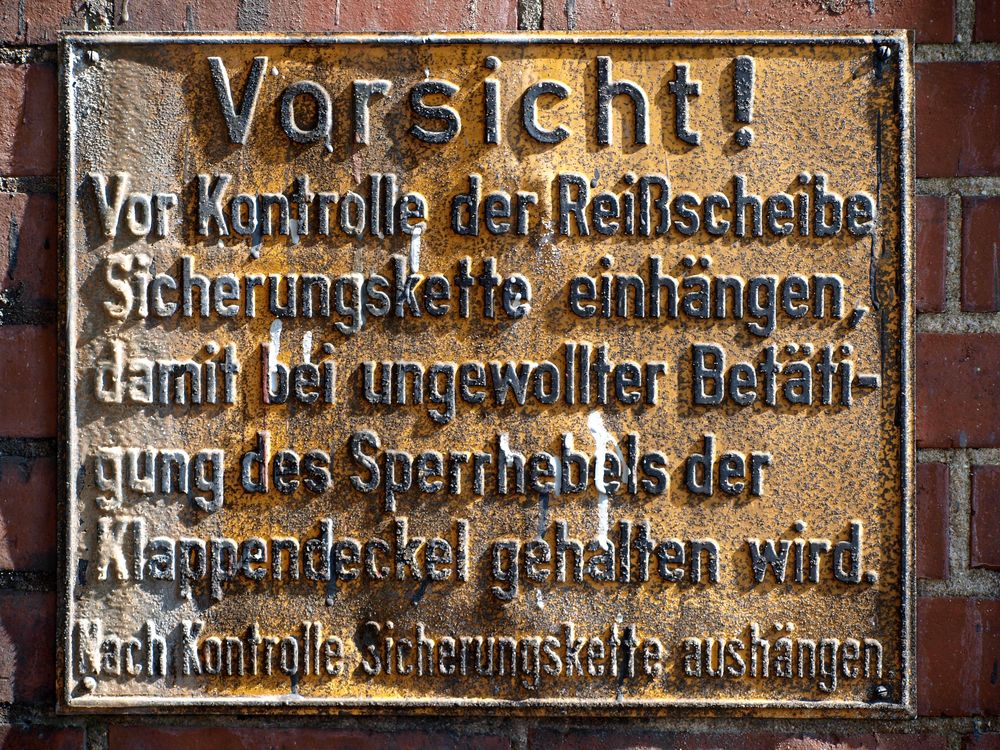 Vorsicht!
Vor Kontrolle der Reißscheibe
Sicherungskette einhängen,
damit bei ungewollter Betäti-
gung des Sperrhebels der
Klappendeckel gehalten wird.
Nach Kontrolle Sicherungskette aushängen